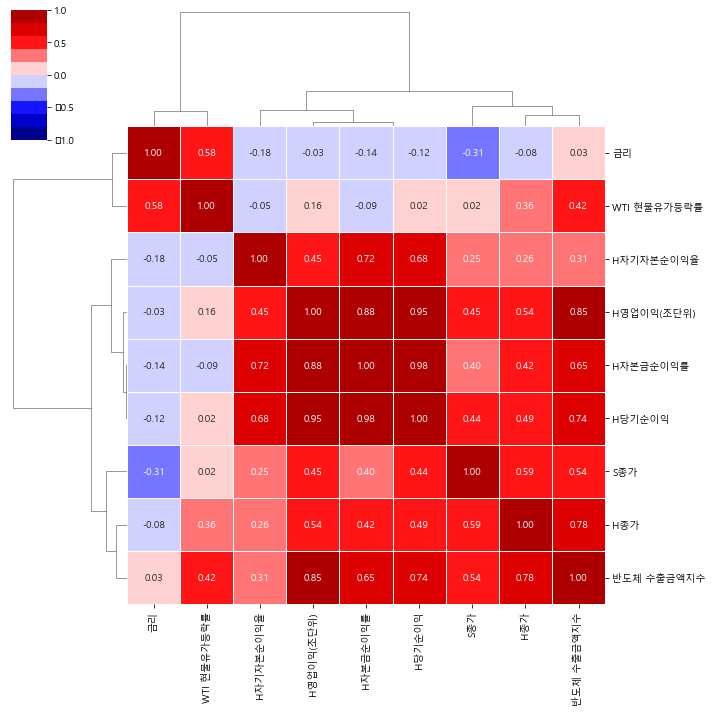 1.0
0.5
0.0
▯0.5
▯1.0
1.00 0.58 -0.18 -0.03 -0.14 -0.12 -0.31 -0.08 0.03 금리
0.58 1.00 -0.05 0.16 -0.09 0.02 0.02 0.36 0.42 WTI 현물유가등락률
-0.18 -0.05 1.00 0.45 0.72 0.68 0.25 0.26 0.31 H자기자본순이익율
-0.03 0.16 0.45 1.00 0.88 0.95 0.45 0.54 0.85 H영업이익(조단위)
-0.14 -0.09 0.72 0.88 1.00 0.98 0.40 0.42 0.65 H자본금순이익률
-0.12 0.02 0.68 0.95 0.98 1.00 0.44 0.49 0.74 H당기순이익
-0.31 0.02 0.25 0.45 0.40 0.44 1.00 0.59 0.54 S종가
-0.08 0.36 0.26 0.54 0.42 0.49 0.59 1.00 0.78 H종가
0.03 0.42 0.31 0.85 0.65 0.74 0.54 0.78 1.00 반도체 수출금액지수
금리
WTI 현물유가등락률
H자기자본순이익율
H영업이익(조단위)
H자본금순이익률
H당기순이익
S종가
H종가
반도체 수출금액지수